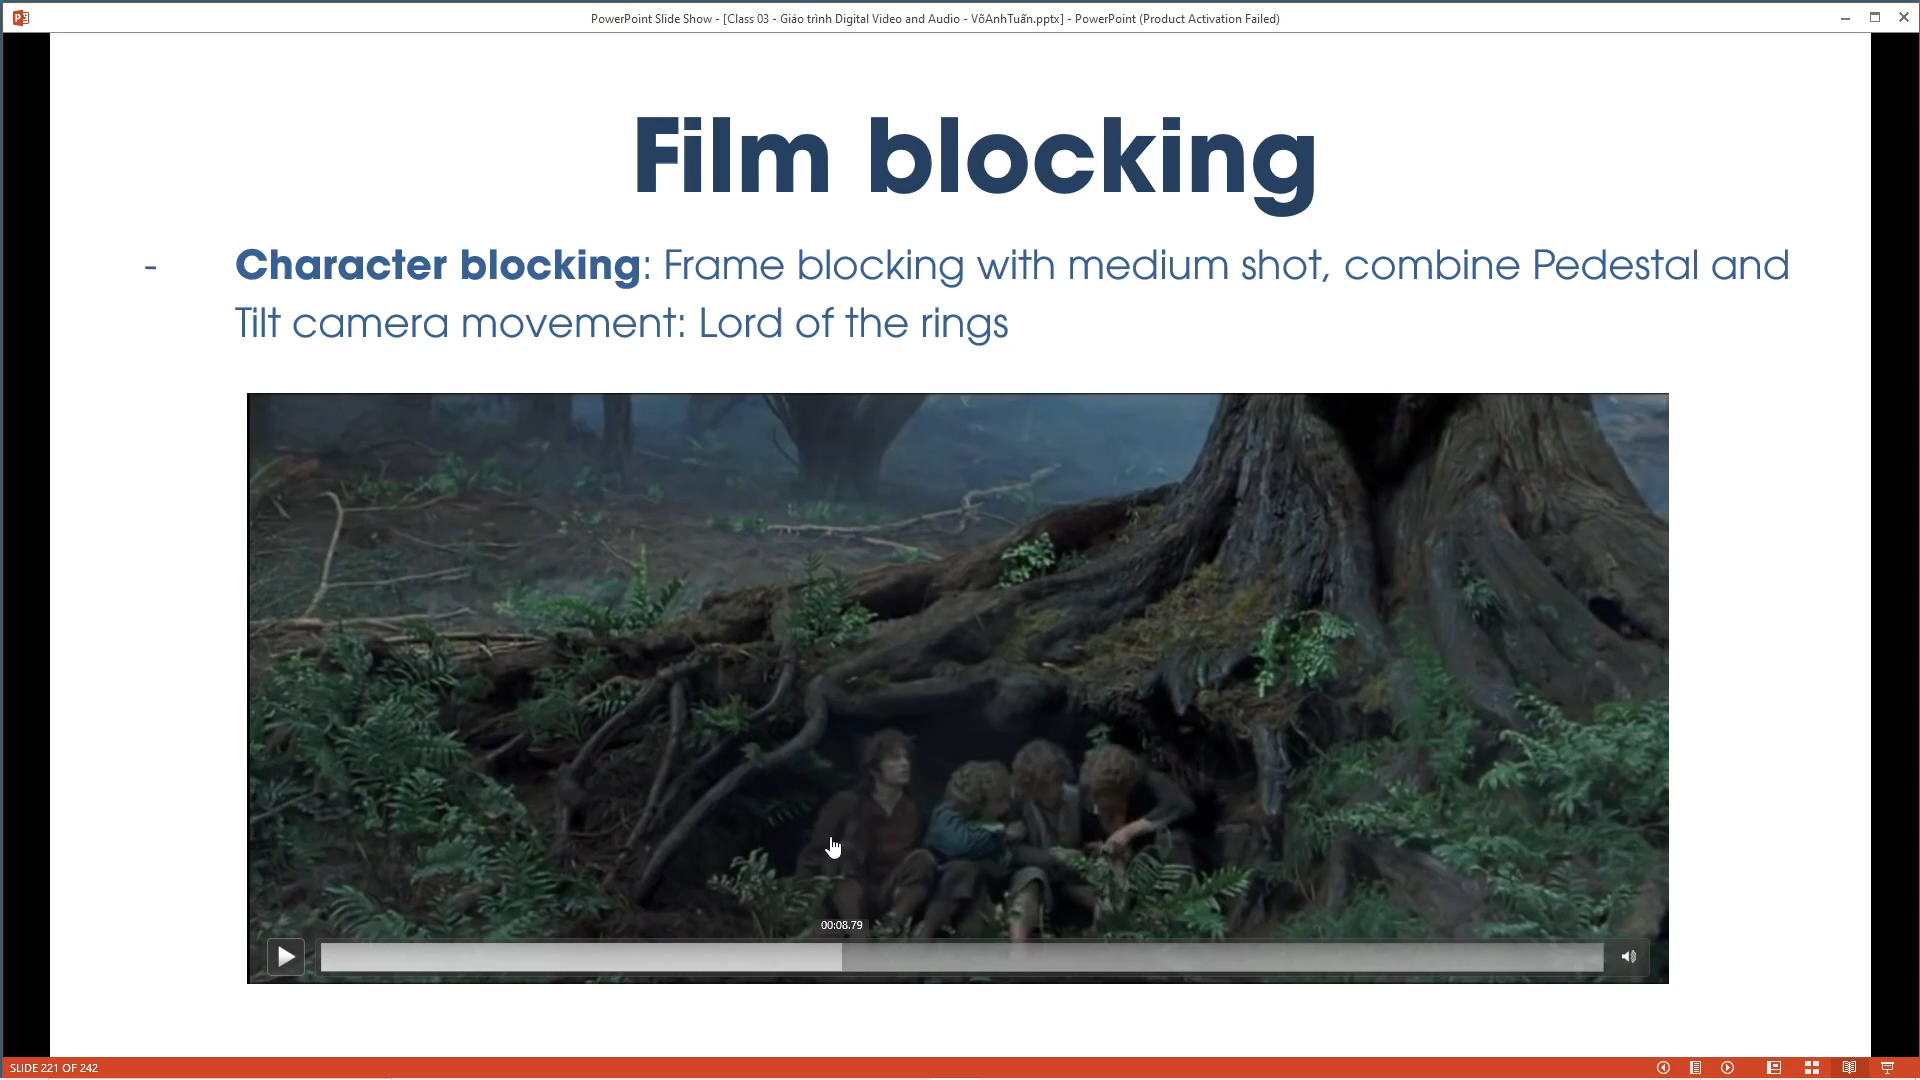 PowerPoint Slide Show - [Class 03 - Giáo trình Digital Video and Audio - VõAnhTuấn.pptx] - PowerPoint (Product Activation Failed)
Film blocking
- Character blocking: Frame blocking with medium shot, combine Pedestal and
Tilt camera movement: Lord of the rings
00:08.79
SLIDE 221 OF 242